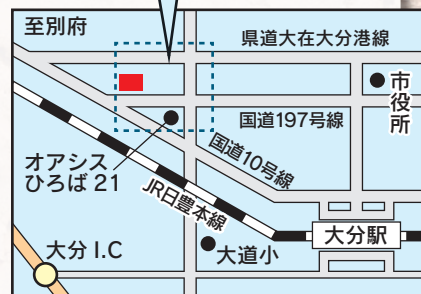 至別府
県道大在大分港線
市役所
国道197号線
国道10号線
オアシス
ひろば 21
JR日豊本線
大分駅
大分 I.C
大道小